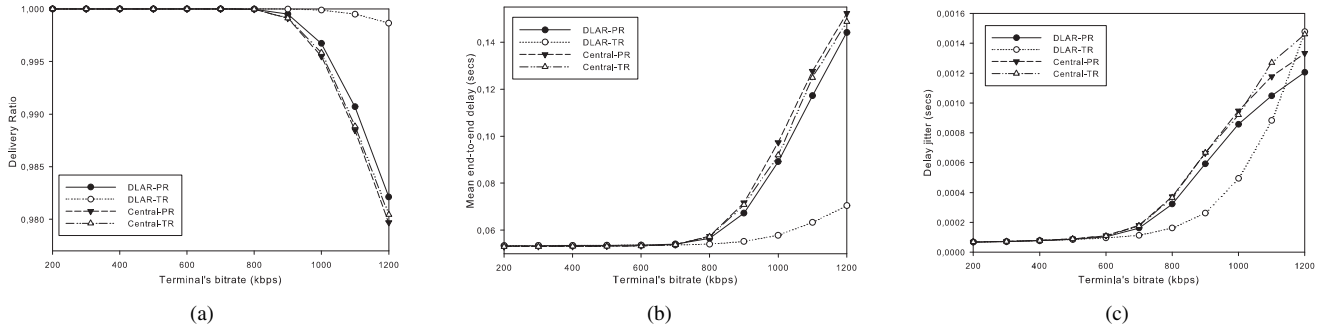 1,000
0,995
0,990
0,985
0,980
Delivery Ratio
DLAR-PR
DLAR-TR
Central-PR
Central-TR
200 400 600 800 1000 1200
Terminal's bitrate (kbps)
(a)
0,14
0,12
0,10
0,08
0,06
Mean end-to-end delay (secs)
DLAR-PR
DLAR-TR
Central-PR
Central-TR
200 400 600 800 1000 1200
Terminal's bitrate (kbps)
(b)
0,0016
0,0014
0,0012
0,0010
0,0008
0,0006
0,0004
0,0002
0,0000
Delay jitter (secs)
DLAR-PR
DLAR-TR
Central-PR
Central-TR
200 400 600 800 1000 1200
Terminal's bitrate (kbps)
(c)